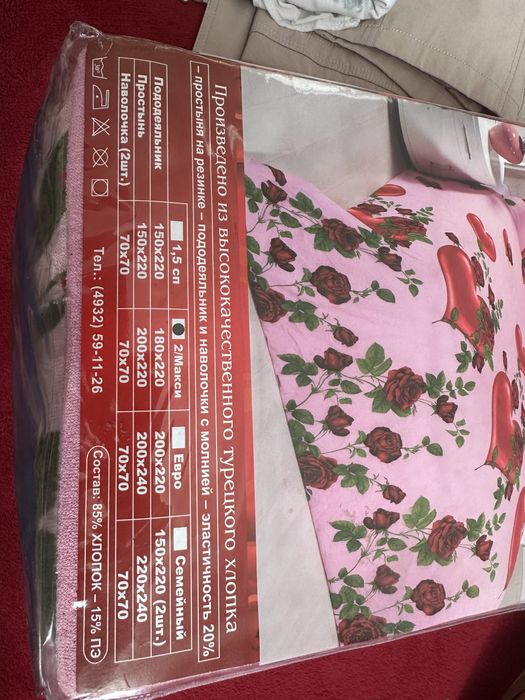 Произведено из высококачественного турецкого хлопка
– простыня на резинке – пододеяльник и наволочки с молнией – эластичность 20%
1,5 сп 2/Макси Евро Семейный
Пододеяльник 150x220 180x220 200x220 150x220 (2шт.)
Простынь 150x220 200x220 200x240 220x240
Наволочка (2шт.) 70x70 70x70 70x70 70x70
Тел.: (4932) 59-11-26
Состав: 85% ХЛОПОК – 15% ПЭ